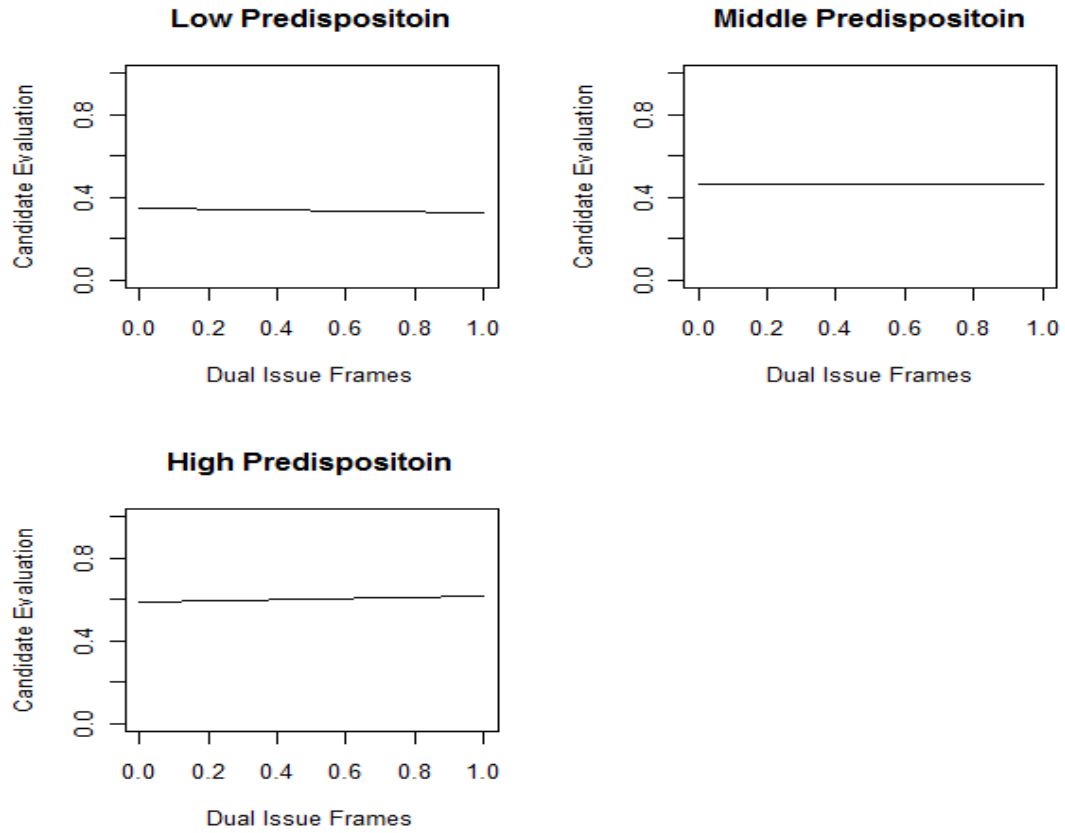 Low Predispositoin
Candidate Evaluation
0.0 0.4 0.8
0.0 0.2 0.4 0.6 0.8 1.0
Dual Issue Frames
Middle Predispositoin
Candidate Evaluation
0.0 0.4 0.8
0.0 0.2 0.4 0.6 0.8 1.0
Dual Issue Frames
High Predispositoin
Candidate Evaluation
0.0 0.4 0.8
0.0 0.2 0.4 0.6 0.8 1.0
Dual Issue Frames